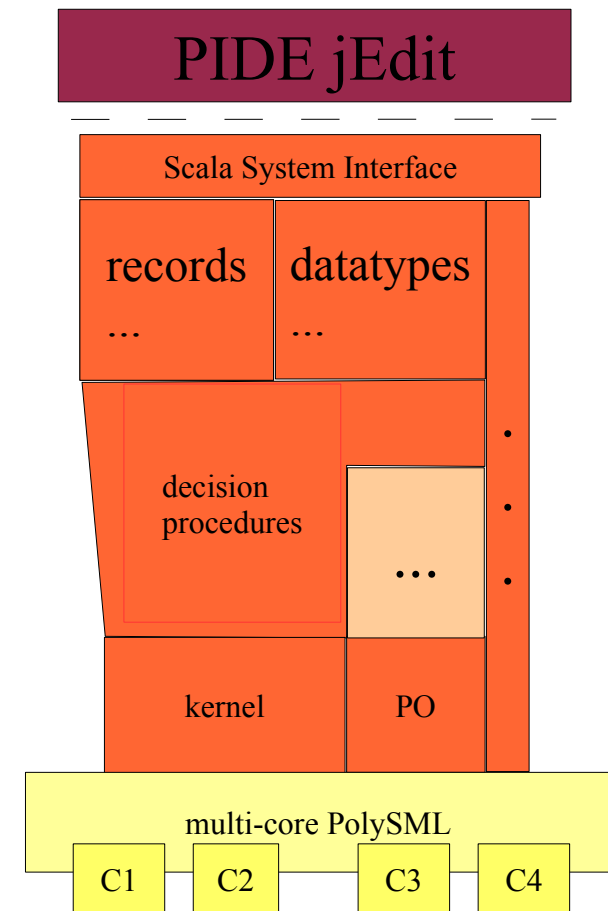 PIDE jEdit
Scala System Interface
records
...
datatypes
...
decision
procedures
...
kernel
PO
multi-core PolySML
C1
C2
C3
C4